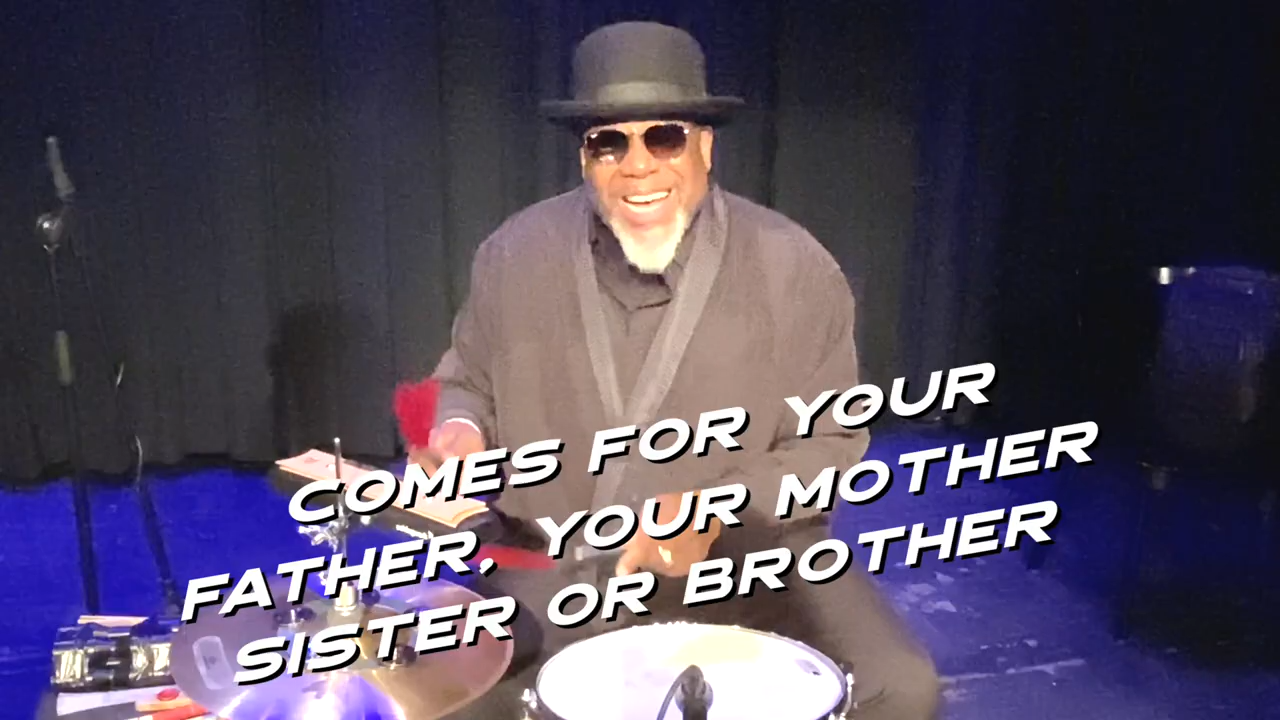 COMES FOR YOUR
FATHER, YOUR MOTHER
SISTER OR BROTHER